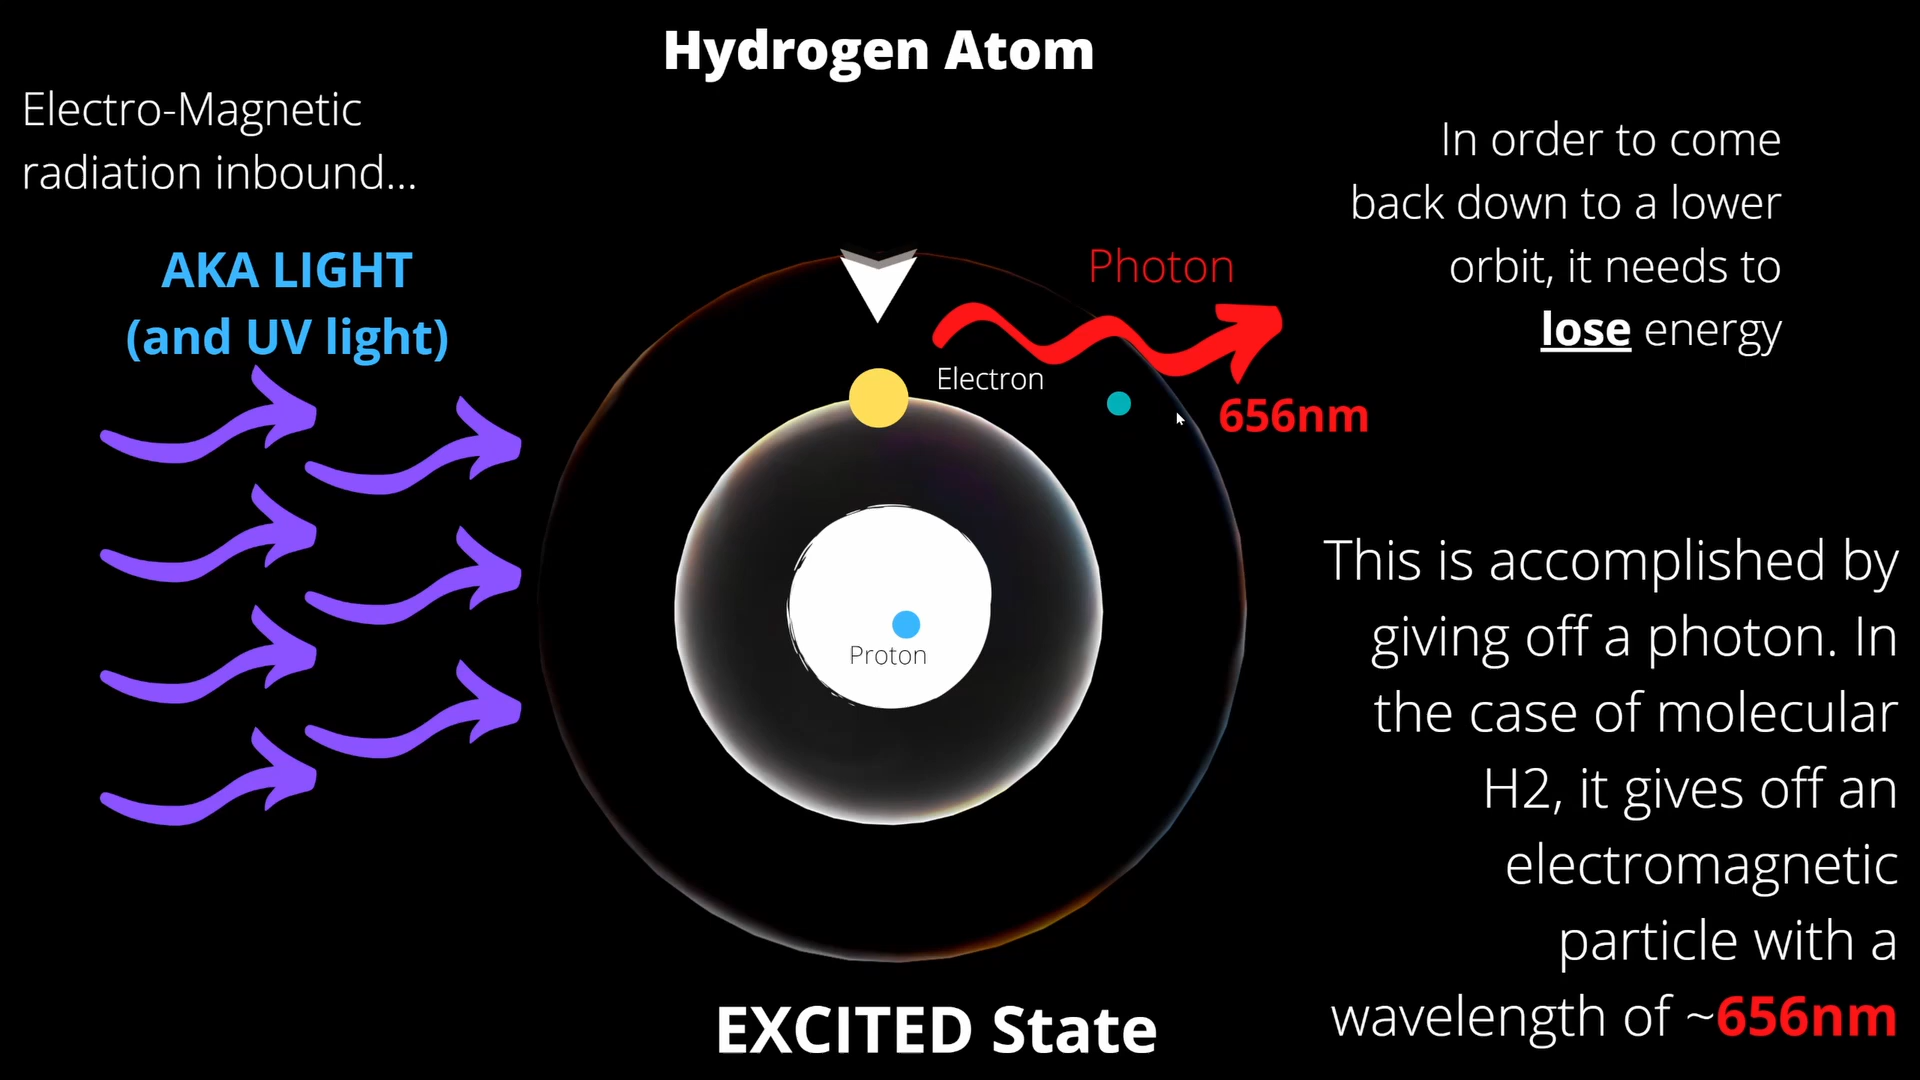 Hydrogen Atom
Electro-Magnetic
radiation inbound...
AKA LIGHT
(and UV light)
In order to come
back down to a lower
orbit, it needs to
lose energy
Photon
Electron
656nm
Proton
This is accomplished by
giving off a photon. In
the case of molecular
H2, it gives off an
electromagnetic
particle with a
wavelength of ~656nm
EXCITED State